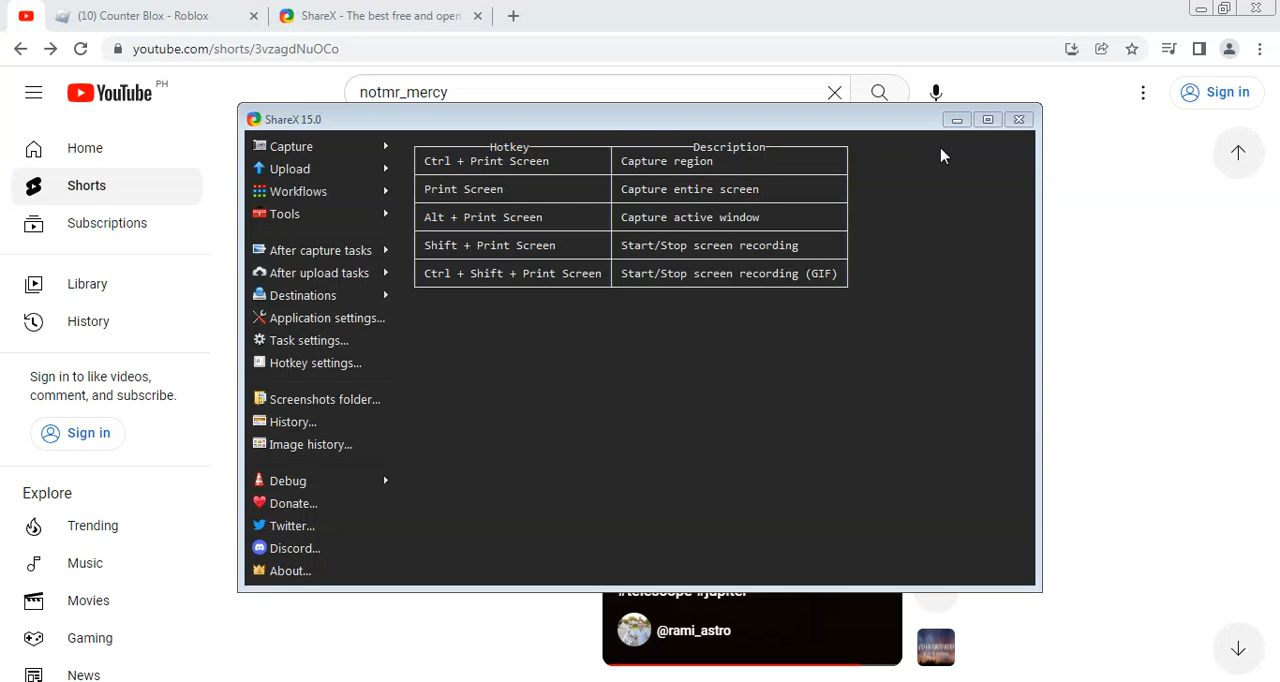 (10) Counter Blox - Roblox
ShareX - The best free and open
youtube.com/shorts/3vzagdNuOCo
YouTube PH
notmr_mercy
Sign in
Home
Shorts
Subscriptions
Library
History
Sign in to like videos,
comment, and subscribe.
Sign in
Explore
Trending
Music
Movies
Gaming
News
ShareX 15.0
Capture
Upload
Workflows
Tools
After capture tasks
After upload tasks
Destinations
Application settings...
Task settings...
Hotkey settings...
Screenshots folder...
History...
Image history...
Debug
Donate...
Twitter...
Discord...
About...
Hotkey Description
Ctrl + Print Screen Capture region
Print Screen Capture entire screen
Alt + Print Screen Capture active window
Shift + Print Screen Start/Stop screen recording
Ctrl + Shift + Print Screen Start/Stop screen recording (GIF)
#telescope #jupiter
@rami_astro